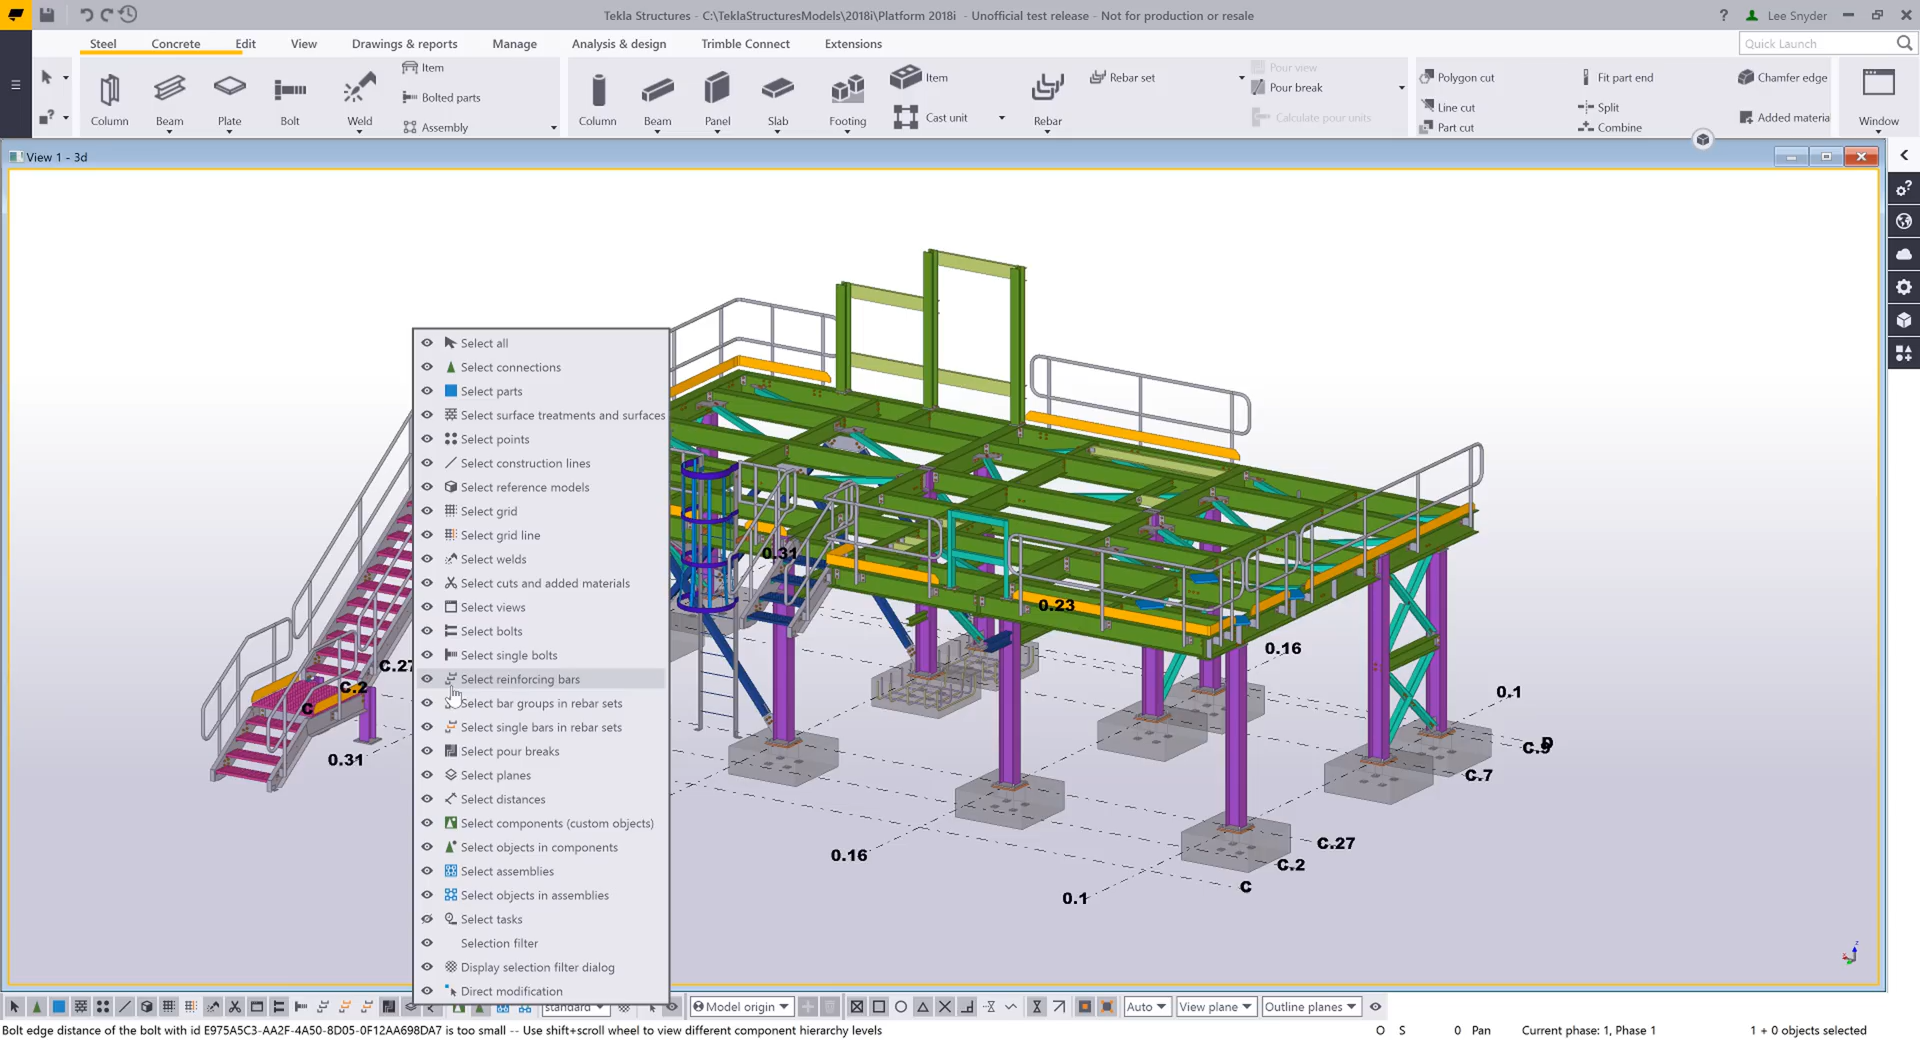 Tekla Structures - C:\TeklaStructuresModels\2018i\Platform 2018i - Unofficial test release - Not for production or resale
? Lee Snyder
Steel Concrete Edit View Drawings & reports Manage Analysis & design Trimble Connect Extensions
Quick Launch
Column Beam Plate Bolt Weld
Item
Bolted parts
Assembly
Column Beam Panel Slab Footing
Item
Cast unit
Rebar
Rebar set
Pour view
Pour break
Calculate pour units
Polygon cut
Line cut
Part cut
Fit part end
Split
Combine
Chamfer edge
Added materia
Window
View 1 - 3d
Select all
Select connections
Select parts
Select surface treatments and surfaces
Select points
Select construction lines
Select reference models
Select grid
Select grid line
Select welds
Select cuts and added materials
Select views
Select bolts
Select single bolts
Select reinforcing bars
Select bar groups in rebar sets
Select single bars in rebar sets
Select pour breaks
Select planes
Select distances
Select components (custom objects)
Select objects in components
Select assemblies
Select objects in assemblies
Select tasks
Selection filter
Display selection filter dialog
Direct modification
0.31
0.23
0.16
C.27
C.2
C
0.31
0.1
D
C.9
C.7
C.27
C.2
C
0.16
0.1
standard
Model origin
Auto
View plane
Outline planes
Bolt edge distance of the bolt with id E975A5C3-AA2F-4A50-8D05-0F12AA698DA7 is too small -- Use shift+scroll wheel to view different component hierarchy levels
O S 0 Pan Current phase: 1, Phase 1 1 + 0 objects selected